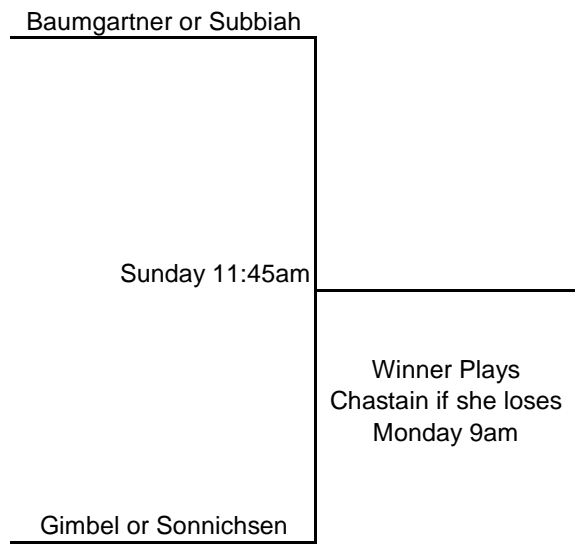 Baumgartner or Subbiah
Sunday 11:45am
Winner Plays
Chastain if she loses
Monday 9am
Gimbel or Sonnichsen